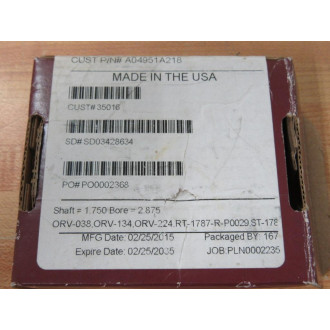 CUST P/N# A04951A218
MADE IN THE USA
CUST# 35016
SD# SD03428634
PO# PO0002368
Shaft = 1.750 Bore = 2.875
ORV-038,ORV-134,ORV-224,RT-1787-R-P0029,ST-178
MFG Date: 02/25/2015 Packaged BY: 167
Expire Date: 02/25/2035 JOB:PLN0002235